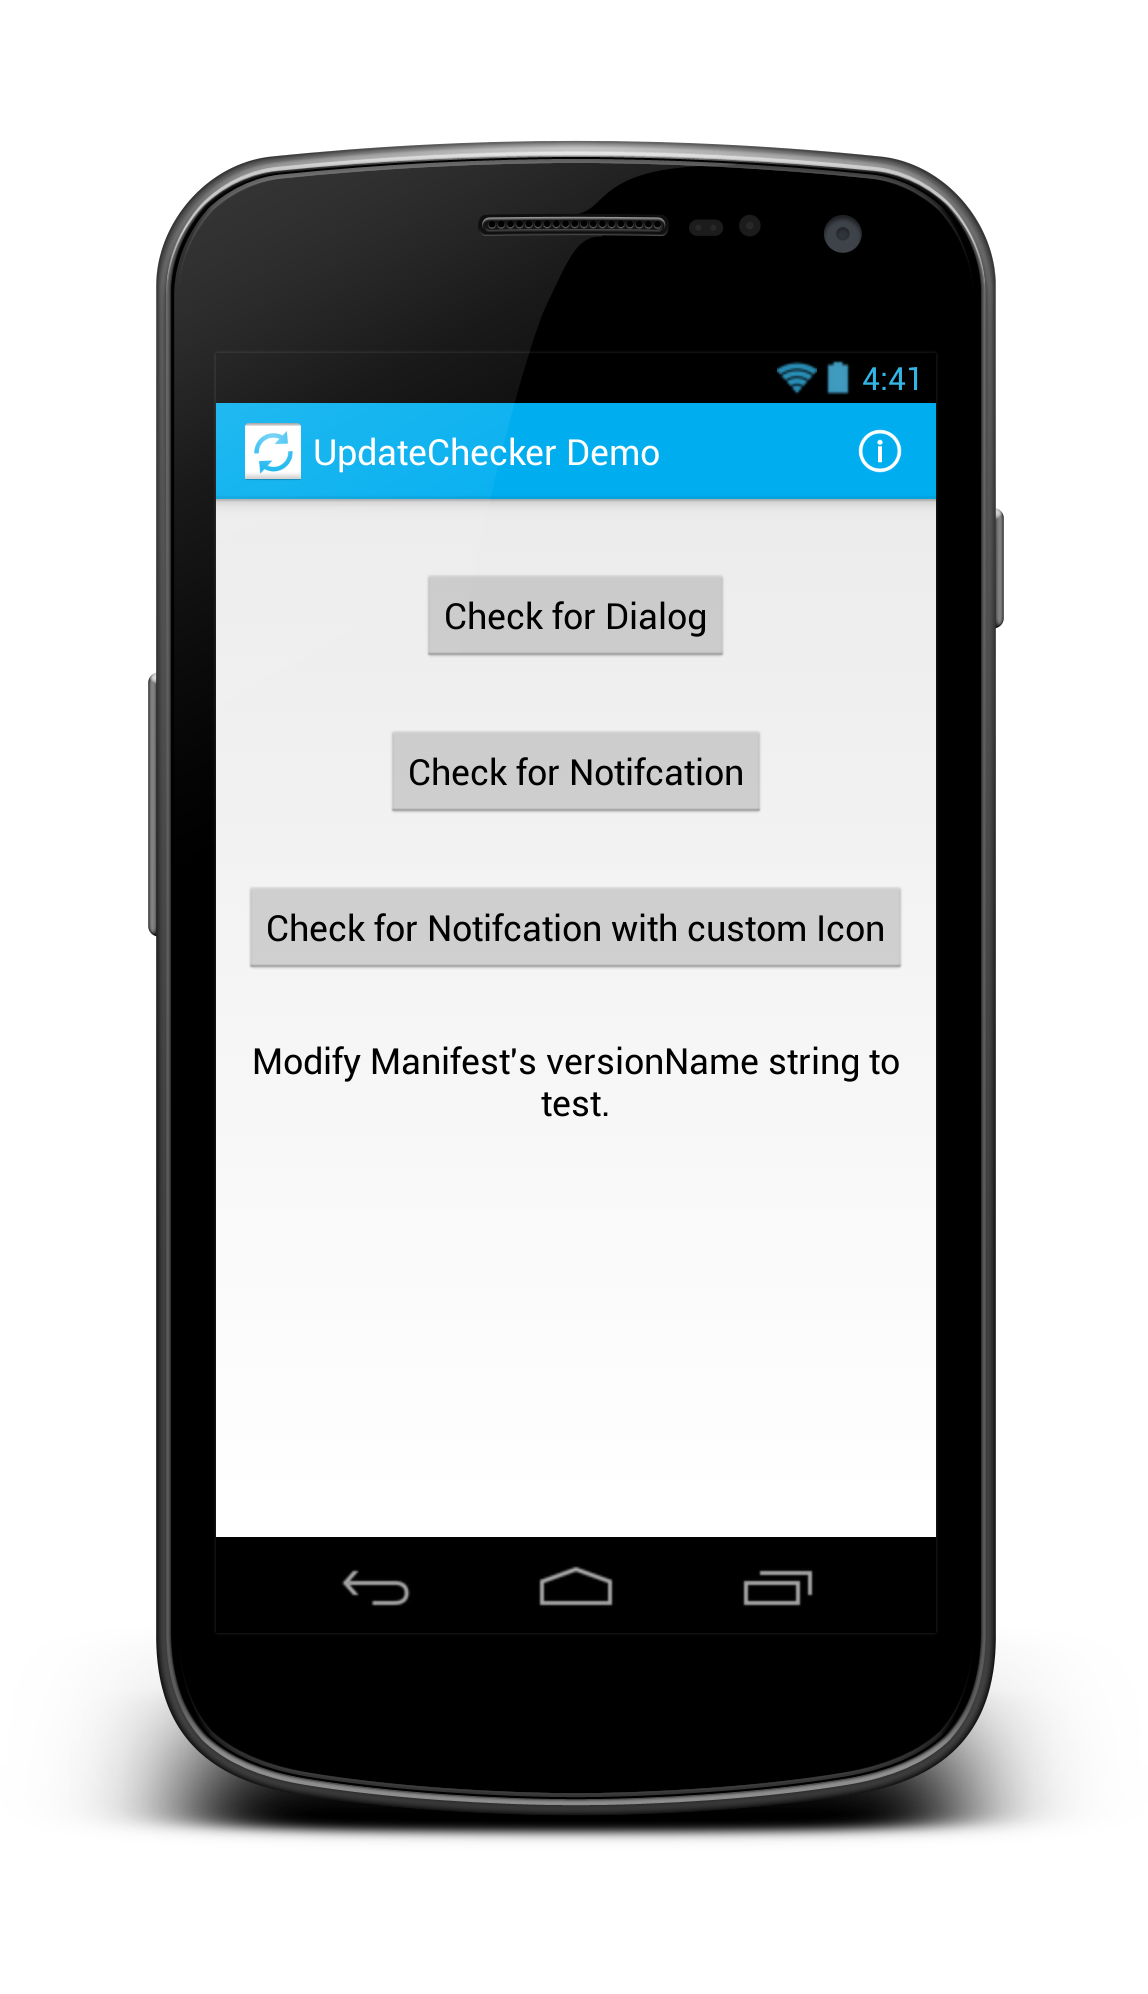 4:41
UpdateChecker Demo
Check for Dialog
Check for Notifcation
Check for Notifcation with custom Icon
Modify Manifest's versionName string to
test.